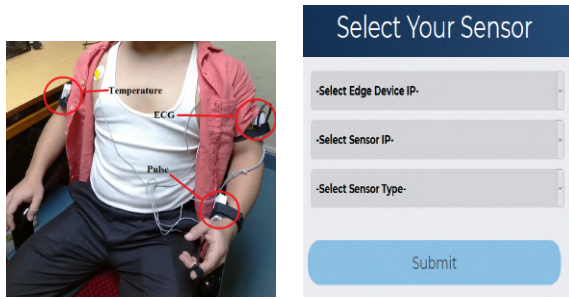 Temperature
ECG
Pulse
Select Your Sensor
-Select Edge Device IP-
-Select Sensor IP-
-Select Sensor Type-
Submit